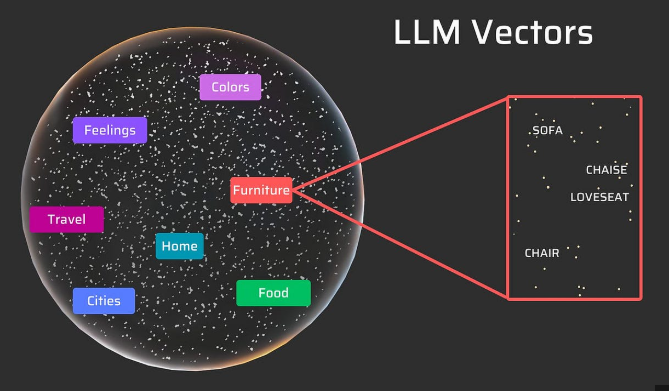 LLM Vectors
Colors
Feelings
Furniture
Travel
Home
Food
Cities
SOFA
CHAISE
LOVESEAT
CHAIR